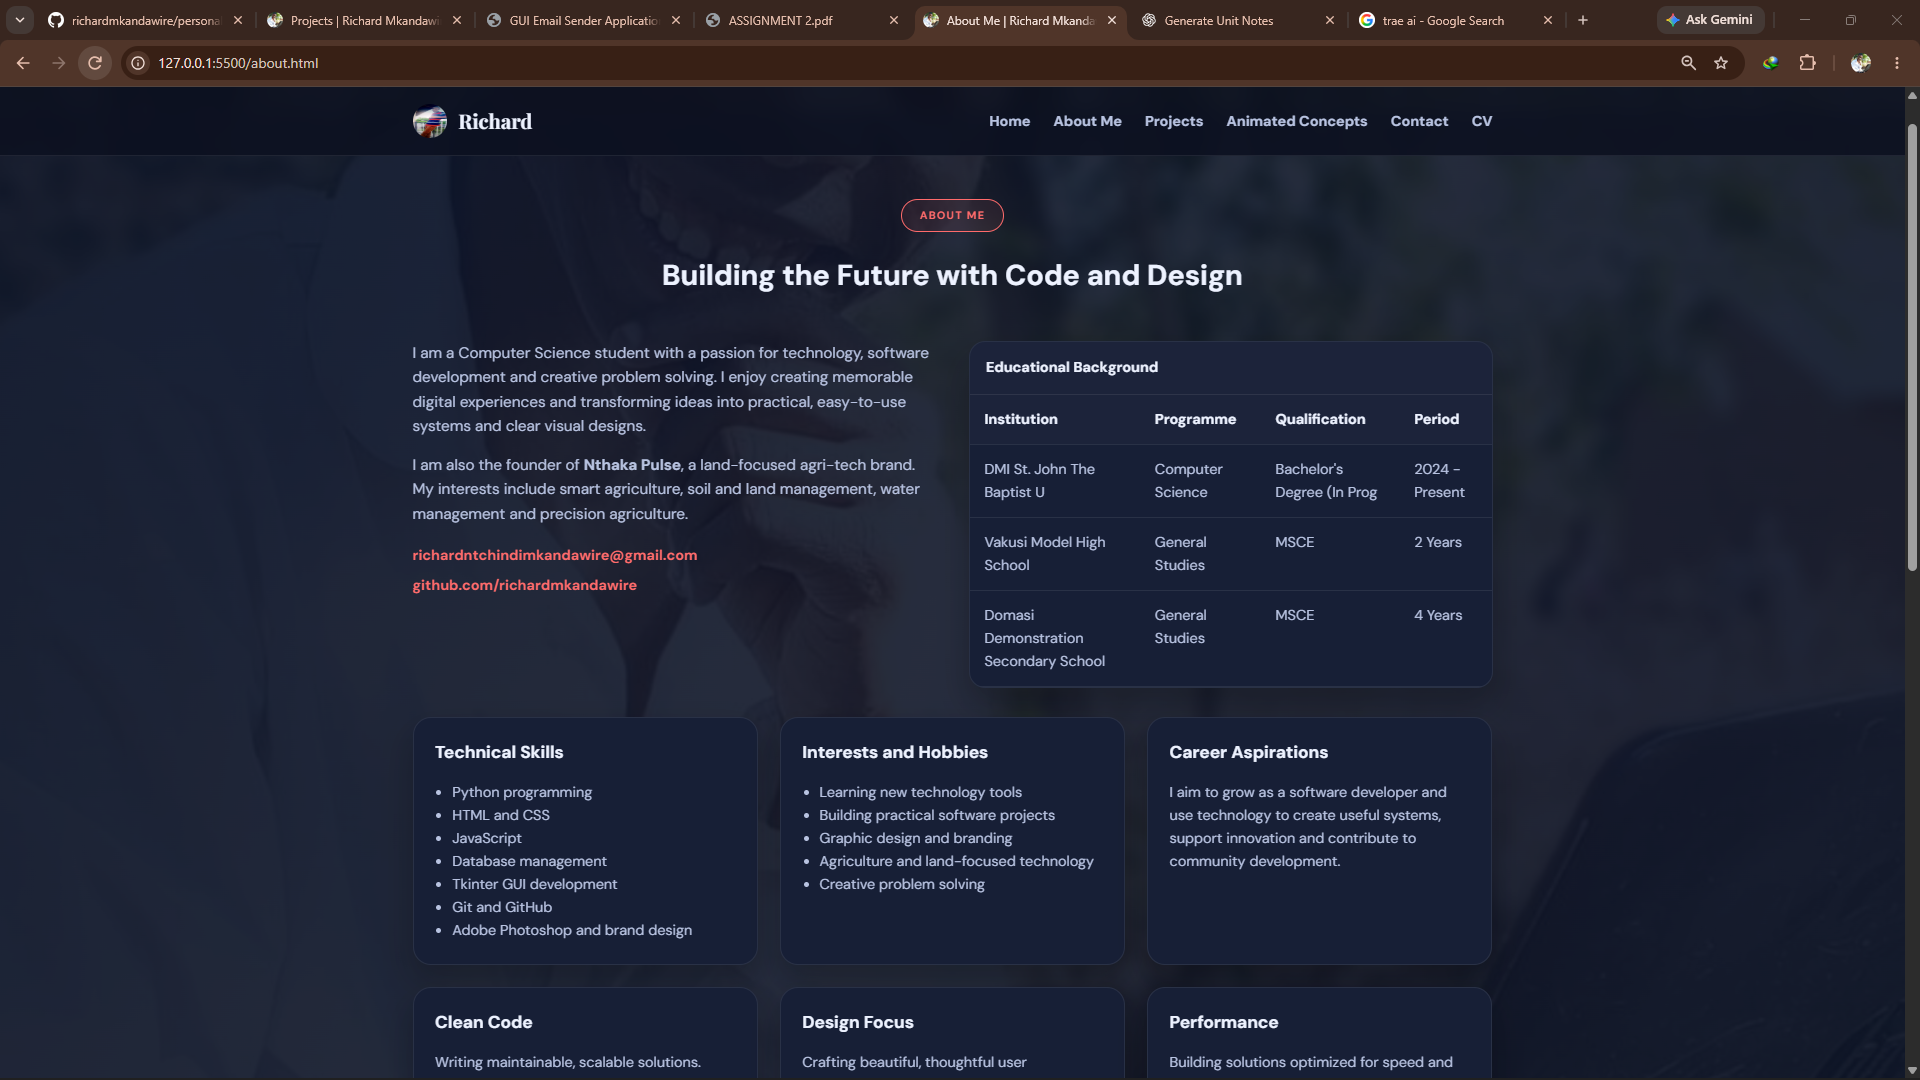 richardmkandawire/persona
Projects | Richard Mkandawi
GUI Email Sender Applicatio
ASSIGNMENT 2.pdf
About Me | Richard Mkanda
Generate Unit Notes
trae ai - Google Search
Ask Gemini
127.0.0.1:5500/about.html
Richard
Home About Me Projects Animated Concepts Contact CV
ABOUT ME
Building the Future with Code and Design
I am a Computer Science student with a passion for technology, software
development and creative problem solving. I enjoy creating memorable
digital experiences and transforming ideas into practical, easy-to-use
systems and clear visual designs.
I am also the founder of Nthaka Pulse, a land-focused agri-tech brand.
My interests include smart agriculture, soil and land management, water
management and precision agriculture.
richardntchindimkandawire@gmail.com
github.com/richardmkandawire
Educational Background
Institution Programme Qualification Period
DMI St. John The Computer Bachelor's 2024 –
Baptist U Science Degree (In Prog Present
Vakusi Model High General MSCE 2 Years
School Studies
Domasi General MSCE 4 Years
Demonstration Studies
Secondary School
Technical Skills
• Python programming
• HTML and CSS
• JavaScript
• Database management
• Tkinter GUI development
• Git and GitHub
• Adobe Photoshop and brand design
Interests and Hobbies
• Learning new technology tools
• Building practical software projects
• Graphic design and branding
• Agriculture and land-focused technology
• Creative problem solving
Career Aspirations
I aim to grow as a software developer and
use technology to create useful systems,
support innovation and contribute to
community development.
Clean Code
Writing maintainable, scalable solutions.
Design Focus
Crafting beautiful, thoughtful user
Performance
Building solutions optimized for speed and